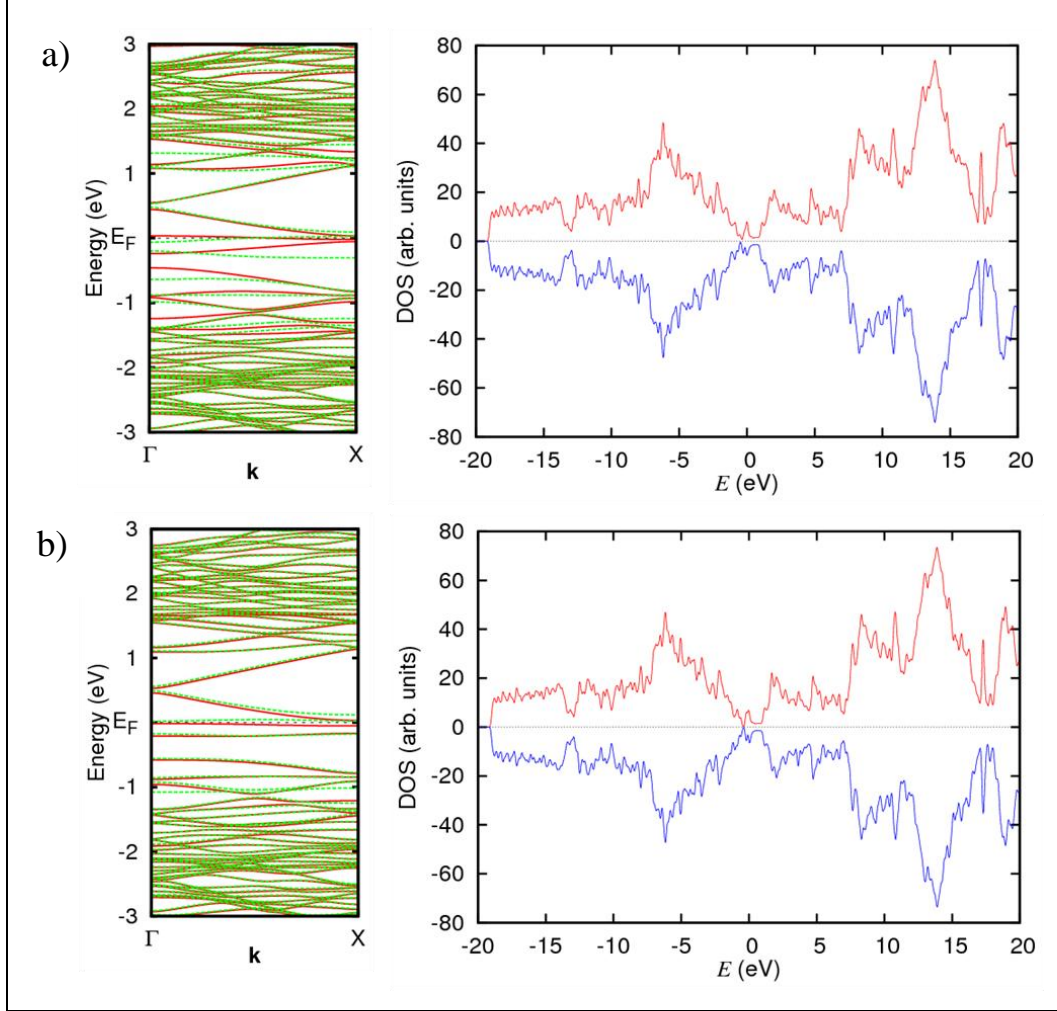 a)
3
2
1
E_F
-1
-2
-3
Energy (eV)
Γ X
k
80
60
40
20
0
-20
-40
-60
-80
DOS (arb. units)
-20 -15 -10 -5 0 5 10 15 20
E (eV)
b)
3
2
1
E_F
-1
-2
-3
Energy (eV)
Γ X
k
80
60
40
20
0
-20
-40
-60
-80
DOS (arb. units)
-20 -15 -10 -5 0 5 10 15 20
E (eV)